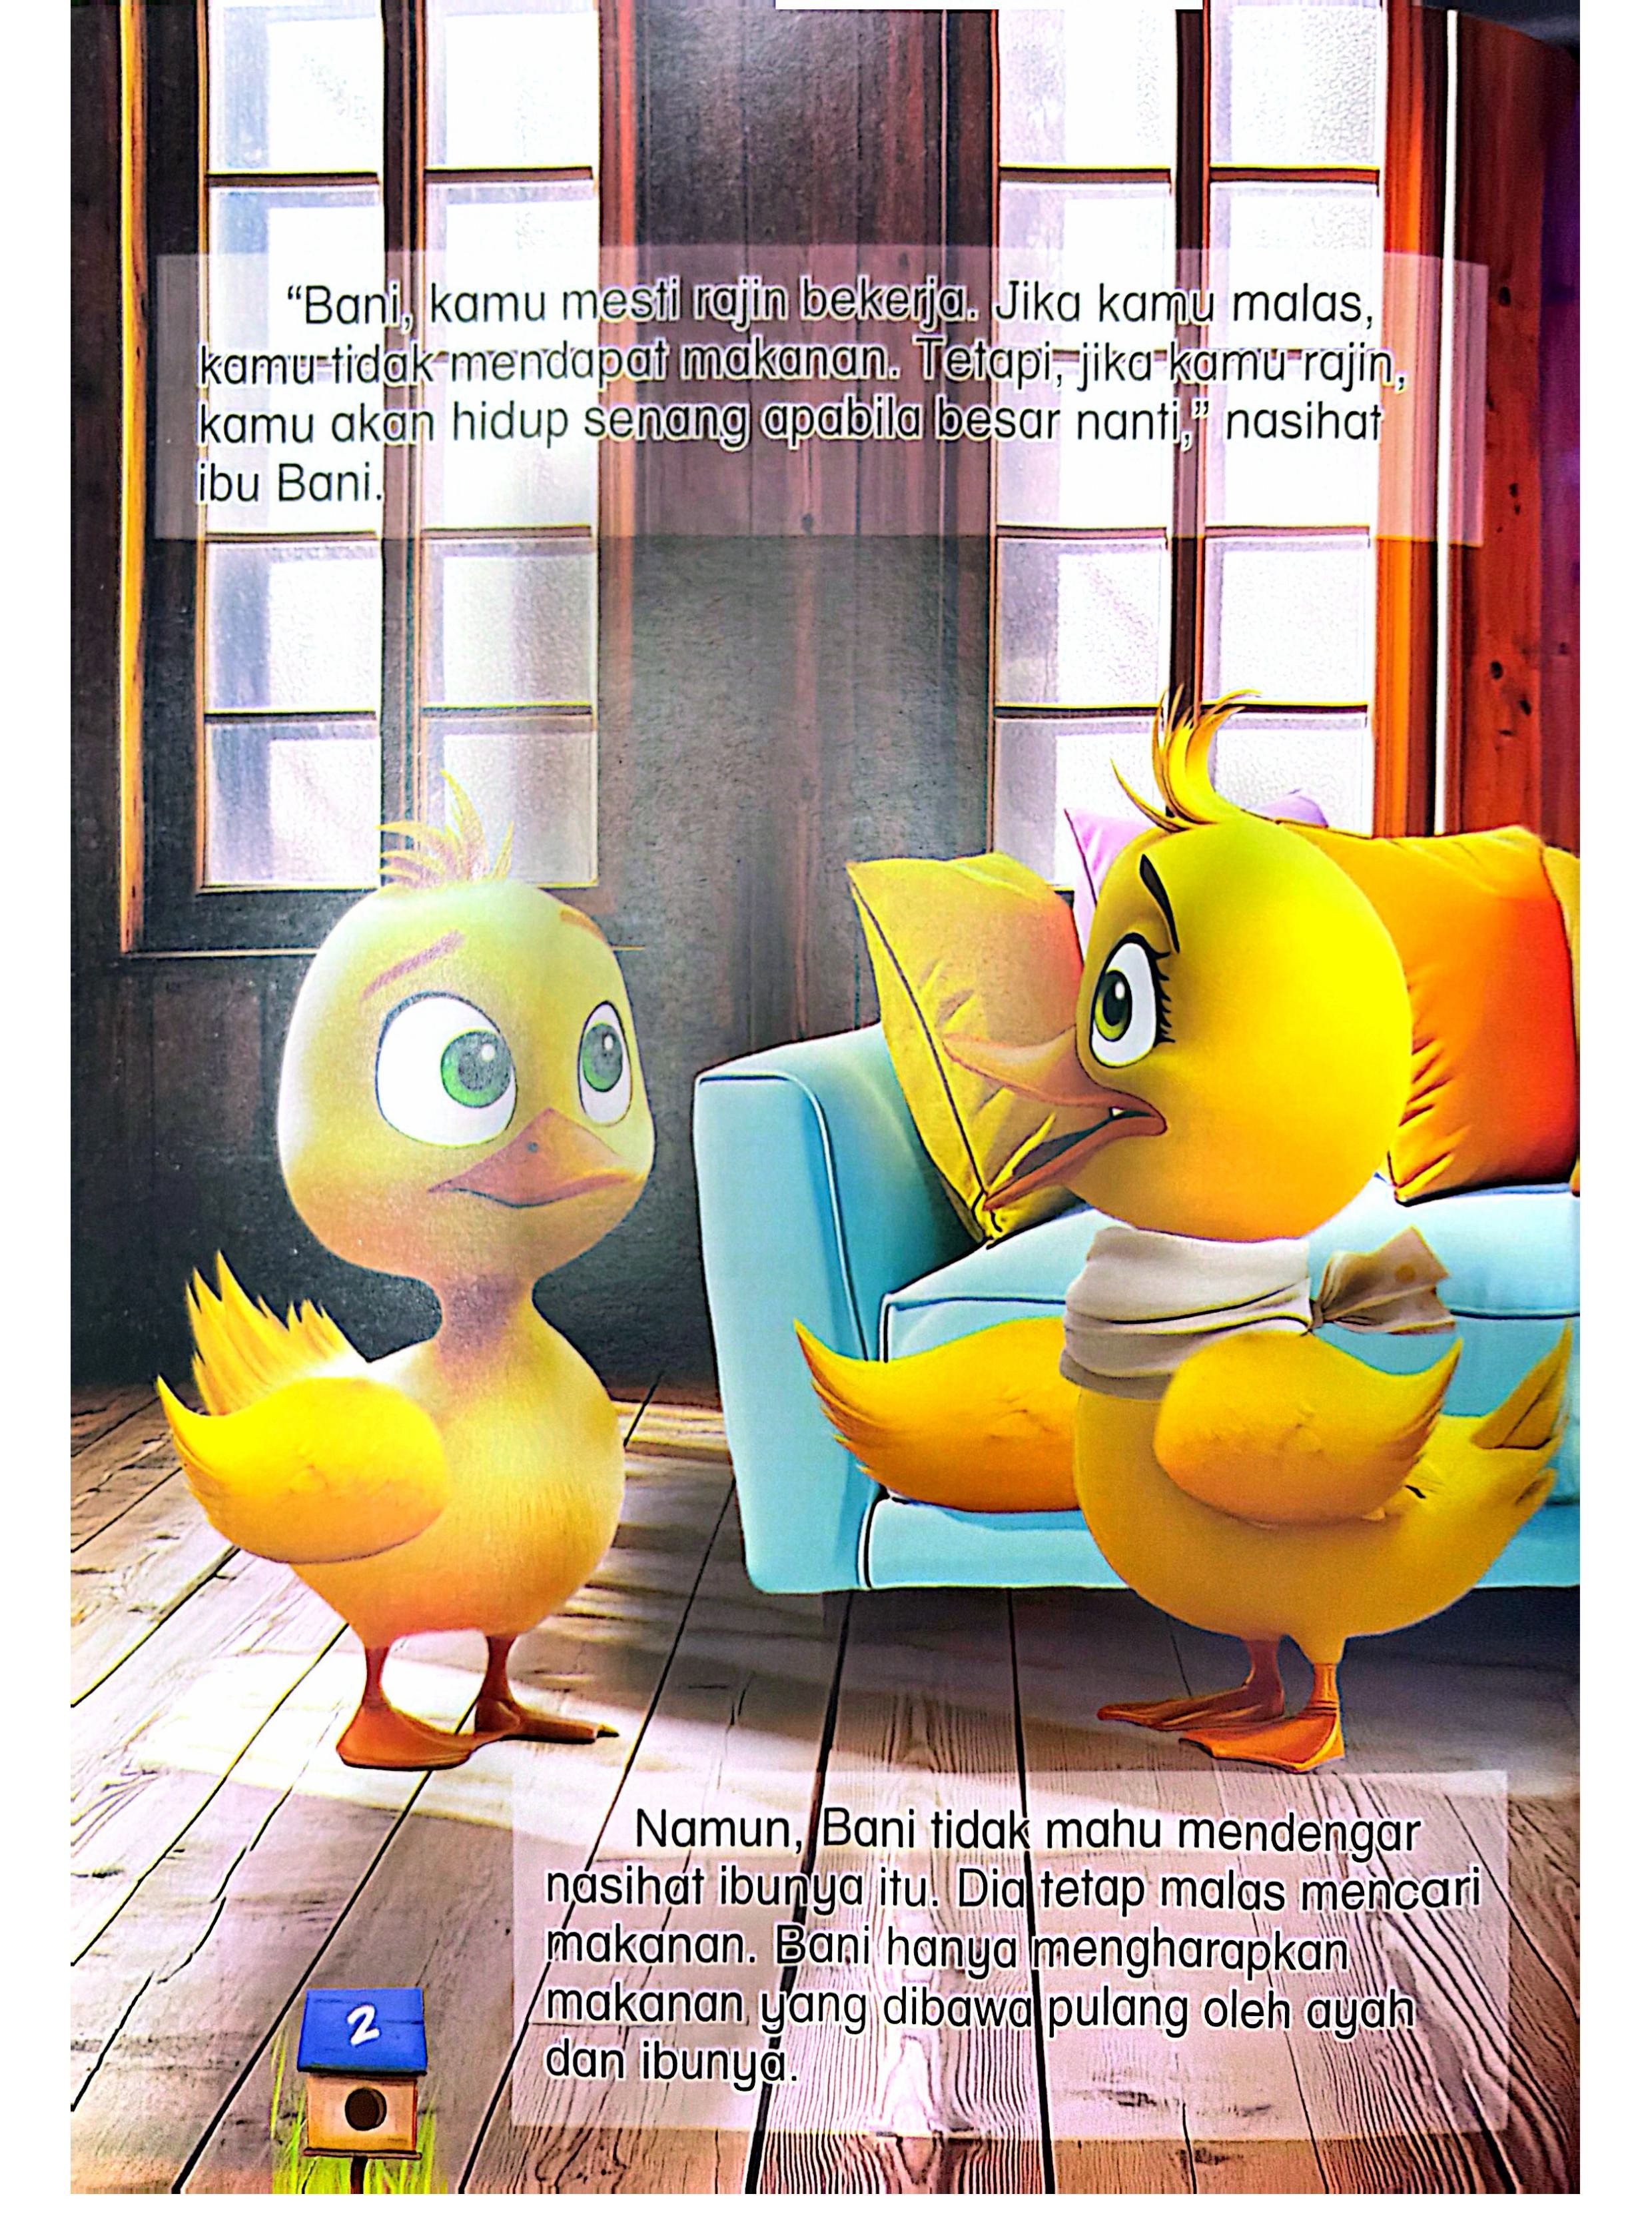 “Bani, kamu mesti rajin bekerja. Jika kamu malas,
kamu tidak mendapat makanan. Tetapi, jika kamu rajin,
kamu akan hidup senang apabila besar nanti,” nasihat
ibu Bani.
Namun, Bani tidak mahu mendengar
nasihat ibunya itu. Dia tetap malas mencari
makanan. Bani hanya mengharapkan
makanan yang dibawa pulang oleh ayah
dan ibunya.
2